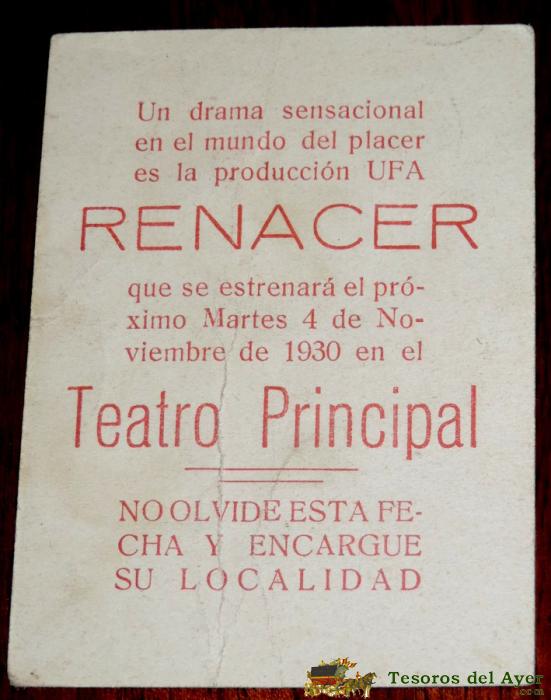 Un drama sensacional
en el mundo del placer
es la producción UFA
RENACER
que se estrenará el pró-
ximo Martes 4 de No-
viembre de 1930 en el
Teatro Principal
NO OLVIDE ESTA FE-
CHA Y ENCARGUE
SU LOCALIDAD
Tesoros del Ayer
.com